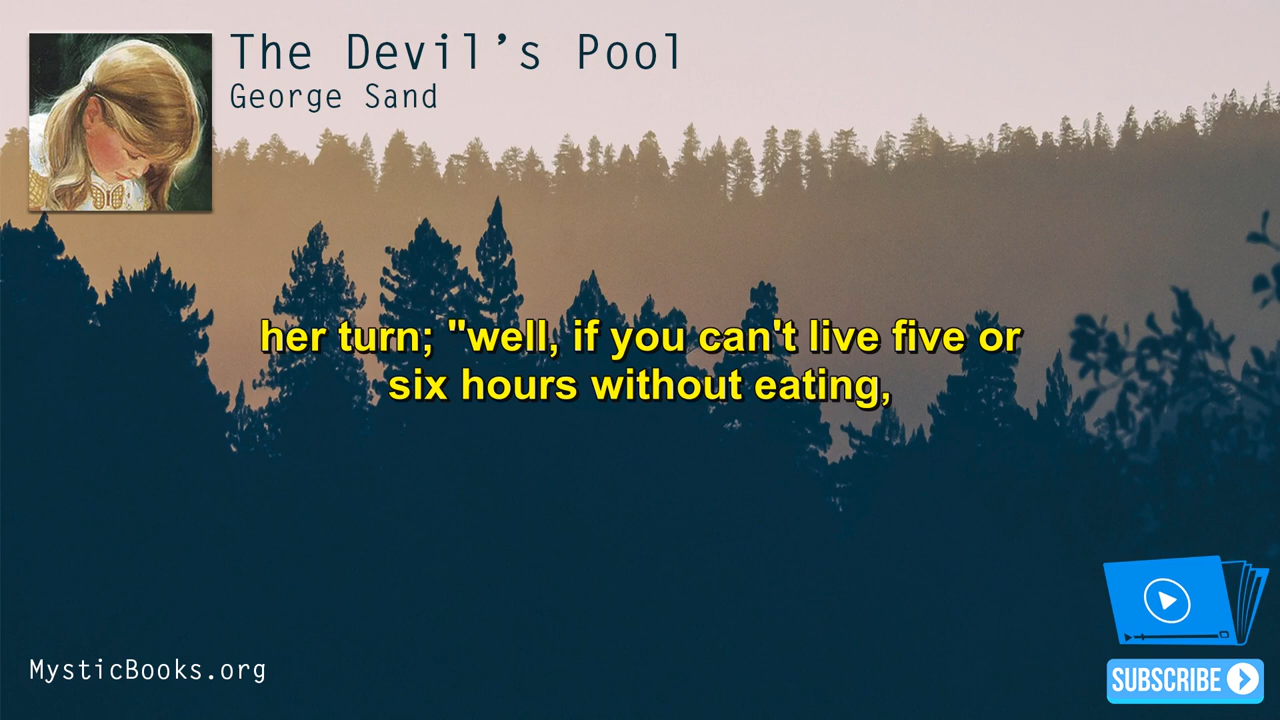 The Devil's Pool
George Sand
her turn; "well, if you can't live five or
six hours without eating,
MysticBooks.org
SUBSCRIBE